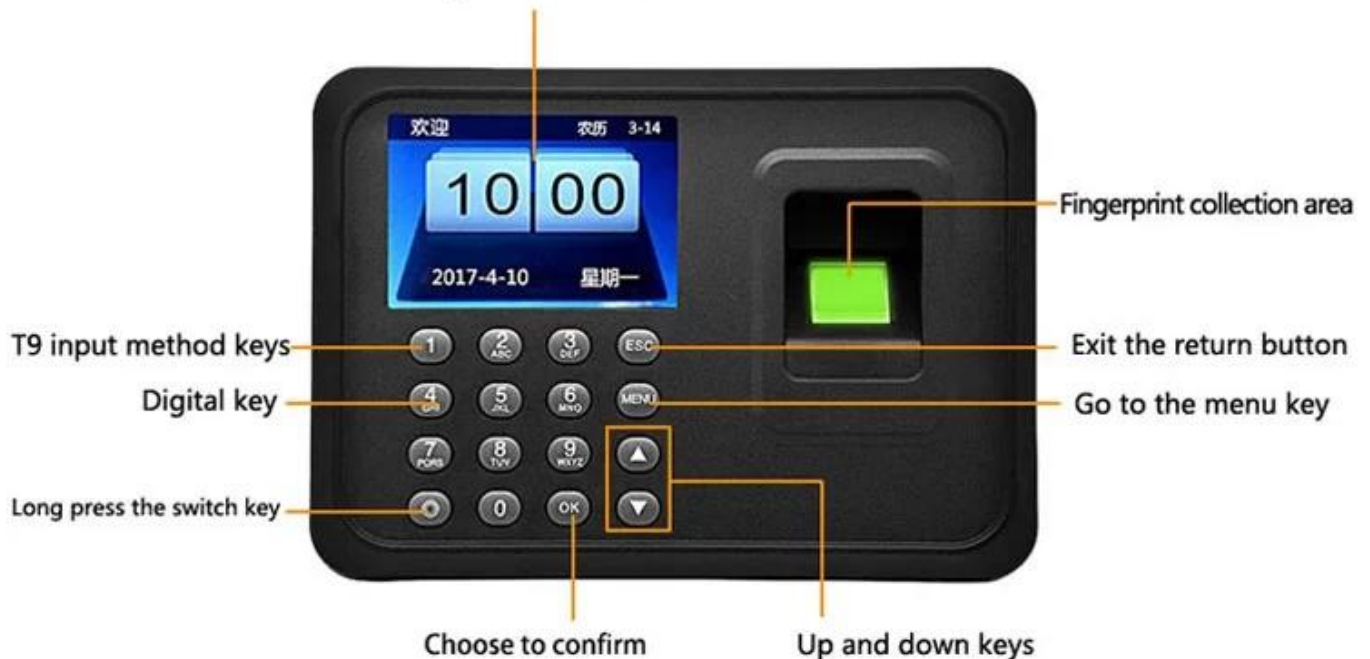 欢迎 农历 3-14
10 00
2017-4-10 星期一
Fingerprint collection area
T9 input method keys
1 2 ABC 3 DEF ESC
Exit the return button
Digital key
4 GHI 5 JKL 6 MNO MENU
Go to the menu key
7 PQRS 8 TUV 9 WXYZ
Long press the switch key
0 OK
Choose to confirm
Up and down keys